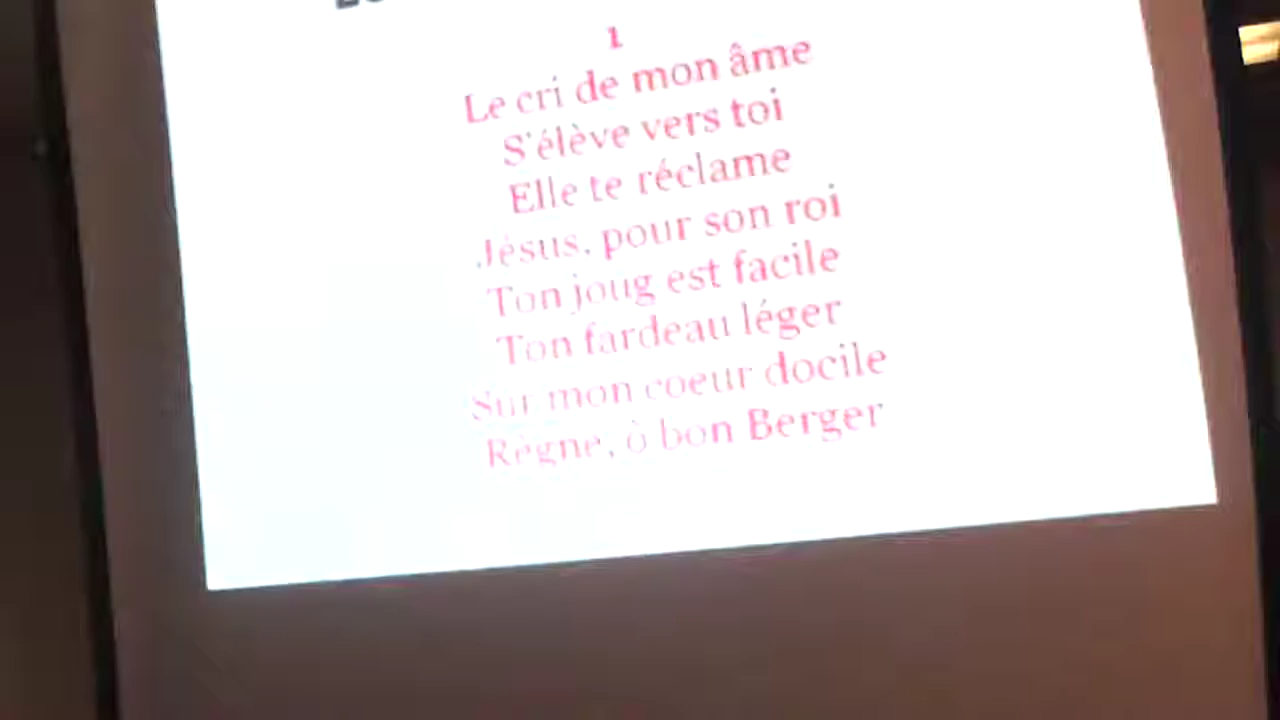 1
Le cri de mon âme
S'élève vers toi
Elle te réclame
Jésus, pour son roi
Ton joug est facile
Ton fardeau léger
Sur mon coeur docile
Règne, ô bon Berger